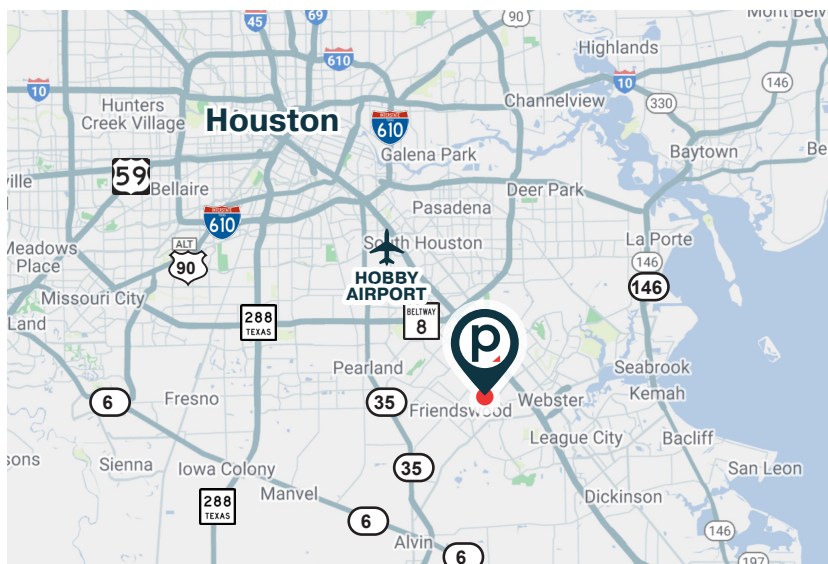 45
69
90
Mont Belv
610
Highlands
10
10
146
Hunters
Creek Village
Channelview
330
Houston
610
Galena Park
Baytown
Be
59
ville
Bellaire
Deer Park
Pasadena
610
Meadows
Place
ALT
90
South Houston
La Porte
146
HOBBY
AIRPORT
146
Missouri City
Land
288
TEXAS
BELTWAY
8
p
Pearland
Seabrook
Kemah
6
Fresno
35
Friendswood
Webster
League City
Bacliff
sons
Sienna
Iowa Colony
35
San Leon
288
TEXAS
Manvel
Dickinson
6
146
Alvin
6
197